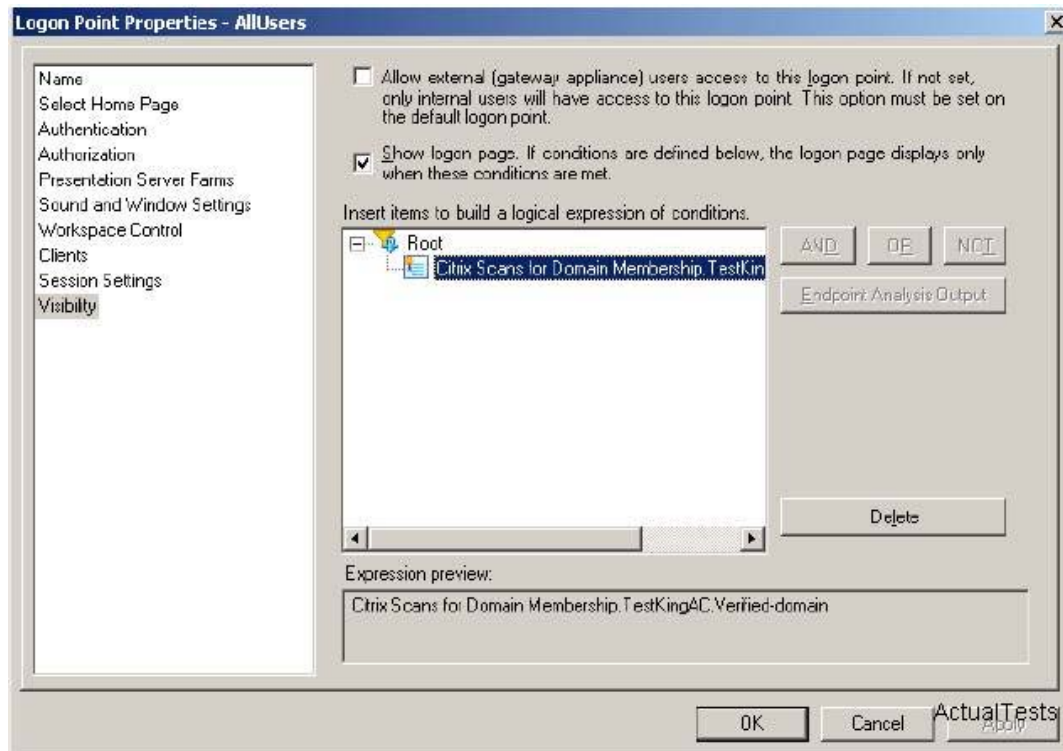 Logon Point Properties - AllUsers
Name
Select Home Page
Authentication
Authorization
Presentation Server Farms
Sound and Window Settings
Workspace Control
Clients
Session Settings
Visibility
Allow external (gateway appliance) users access to this logon point. If not set,
only internal users will have access to this logon point. This option must be set on
the default logon point.
Show logon page. If conditions are defined below, the logon page displays only
when these conditions are met.
Insert items to build a logical expression of conditions.
Root
Citrix Scans for Domain Membership.TestKin
AND
OR
NOT
Endpoint Analysis Output
Delete
Expression preview:
Citrix Scans for Domain Membership.TestKingAC.Verified-domain
OK
Cancel
Apply
ActualTests